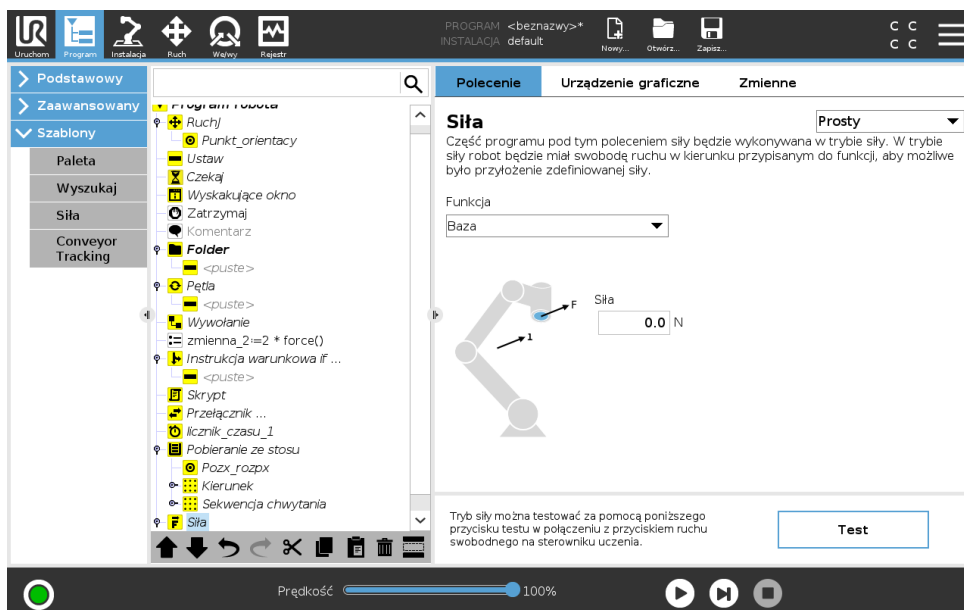 PROGRAM <beznazwy>*
INSTALACJA default
Uruchom Program Instalacja Ruch We/wy Rejestr
Nowy... Otwórz... Zapisz...
C C
C C
Podstawowy
Zaawansowany
Szablony
Paleta
Wyszukaj
Siła
Conveyor
Tracking
Program robota
RuchJ
Punkt_orientacy
Ustaw
Czekaj
Wyskakujące okno
Zatrzymaj
Komentarz
Folder
<puste>
Pętla
<puste>
Wywołanie
zmienna_2:=2 * force()
Instrukcja warunkowa if ...
<puste>
Skrypt
Przełącznik ...
licznik_czasu_1
Pobieranie ze stosu
Pozx_rozpx
Kierunek
Sekwencja chwytania
Siła
Polecenie Urządzenie graficzne Zmienne
Siła
Prosty
Część programu pod tym poleceniem siły będzie wykonywana w trybie siły. W trybie
siły robot będzie miał swobodę ruchu w kierunku przypisanym do funkcji, aby możliwe
było przyłożenie zdefiniowanej siły.
Funkcja
Baza
F
1
Siła
0.0 N
Tryb siły można testować za pomocą poniższego
przycisku testu w połączeniu z przyciskiem ruchu
swobodnego na sterowniku uczenia.
Test
Prędkość 100%